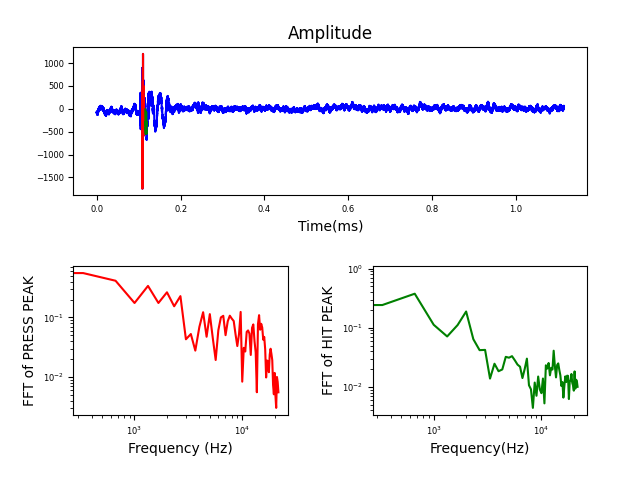 Amplitude
1000
500
0
−500
−1000
−1500
0.0 0.2 0.4 0.6 0.8 1.0
Time(ms)
FFT of PRESS PEAK
10⁻¹
10⁻²
10³ 10⁴
Frequency (Hz)
FFT of HIT PEAK
10⁰
10⁻¹
10⁻²
10³ 10⁴
Frequency(Hz)